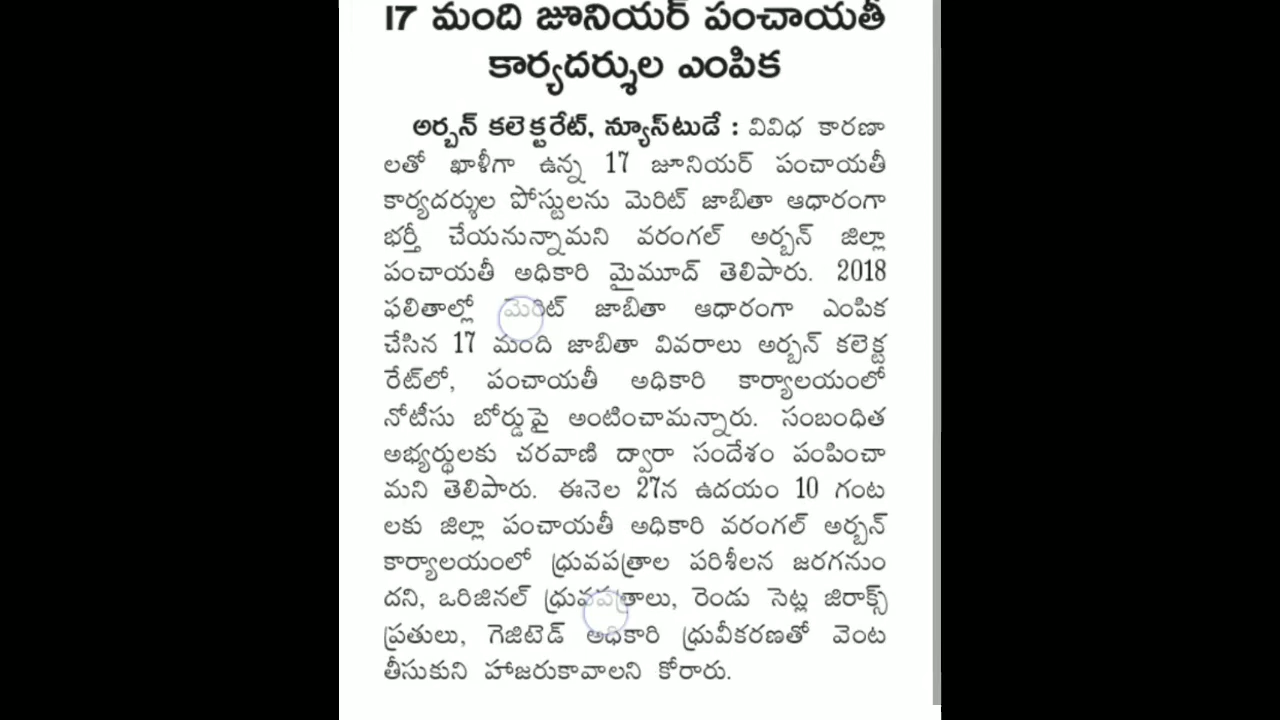 17 మంది జూనియర్ పంచాయతీ
కార్యదర్శుల ఎంపిక
అర్బన్ కలెక్టరేట్, న్యూస్‌టుడే : వివిధ కారణా
లతో ఖాళీగా ఉన్న 17 జూనియర్ పంచాయతీ
కార్యదర్శుల పోస్టులను మెరిట్ జాబితా ఆధారంగా
భర్తీ చేయనున్నామని వరంగల్ అర్బన్ జిల్లా
పంచాయతీ అధికారి మైమూద్ తెలిపారు. 2018
ఫలితాల్లో మెరిట్ జాబితా ఆధారంగా ఎంపిక
చేసిన 17 మంది జాబితా వివరాలు అర్బన్ కలెక్ట
రేట్‌లో, పంచాయతీ అధికారి కార్యాలయంలో
నోటీసు బోర్డుపై అంటించామన్నారు. సంబంధిత
అభ్యర్థులకు చరవాణి ద్వారా సందేశం పంపించా
మని తెలిపారు. ఈనెల 27న ఉదయం 10 గంట
లకు జిల్లా పంచాయతీ అధికారి వరంగల్ అర్బన్
కార్యాలయంలో ధ్రువపత్రాల పరిశీలన జరగనుం
దని, ఒరిజినల్ ధ్రువపత్రాలు, రెండు సెట్ల జిరాక్స్
ప్రతులు, గెజిటెడ్ అధికారి ధ్రువీకరణతో వెంట
తీసుకుని హాజరుకావాలని కోరారు.